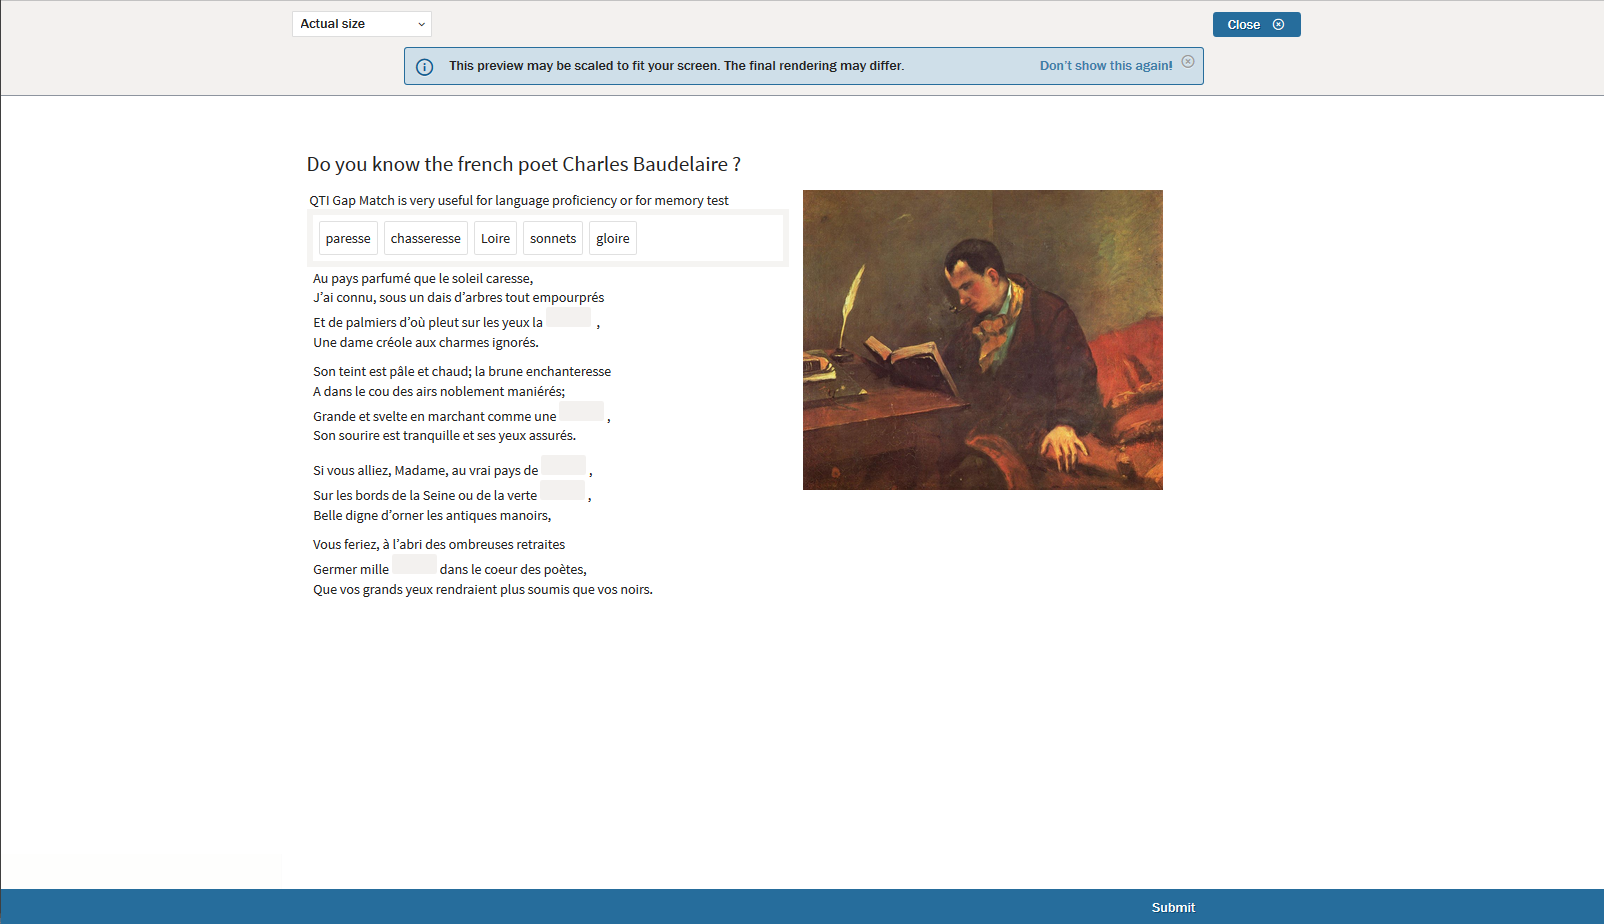 Actual size
Close
This preview may be scaled to fit your screen. The final rendering may differ.
Don't show this again!
Do you know the french poet Charles Baudelaire ?
QTI Gap Match is very useful for language proficiency or for memory test
paresse chasseresse Loire sonnets gloire
Au pays parfumé que le soleil caresse,
J'ai connu, sous un dais d'arbres tout empourprés
Et de palmiers d'où pleut sur les yeux la ,
Une dame créole aux charmes ignorés.
Son teint est pâle et chaud; la brune enchanteresse
A dans le cou des airs noblement maniérés;
Grande et svelte en marchant comme une ,
Son sourire est tranquille et ses yeux assurés.
Si vous alliez, Madame, au vrai pays de ,
Sur les bords de la Seine ou de la verte ,
Belle digne d'orner les antiques manoirs,
Vous feriez, à l'abri des ombreuses retraites
Germer mille dans le coeur des poètes,
Que vos grands yeux rendraient plus soumis que vos noirs.
Submit